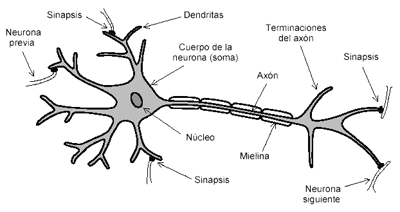 Sinapsis
Dendritas
Neurona
previa
Cuerpo de la
neurona (soma)
Terminaciones
del axón
Sinapsis
Axón
Núcleo
Mielina
Sinapsis
Neurona
siguiente